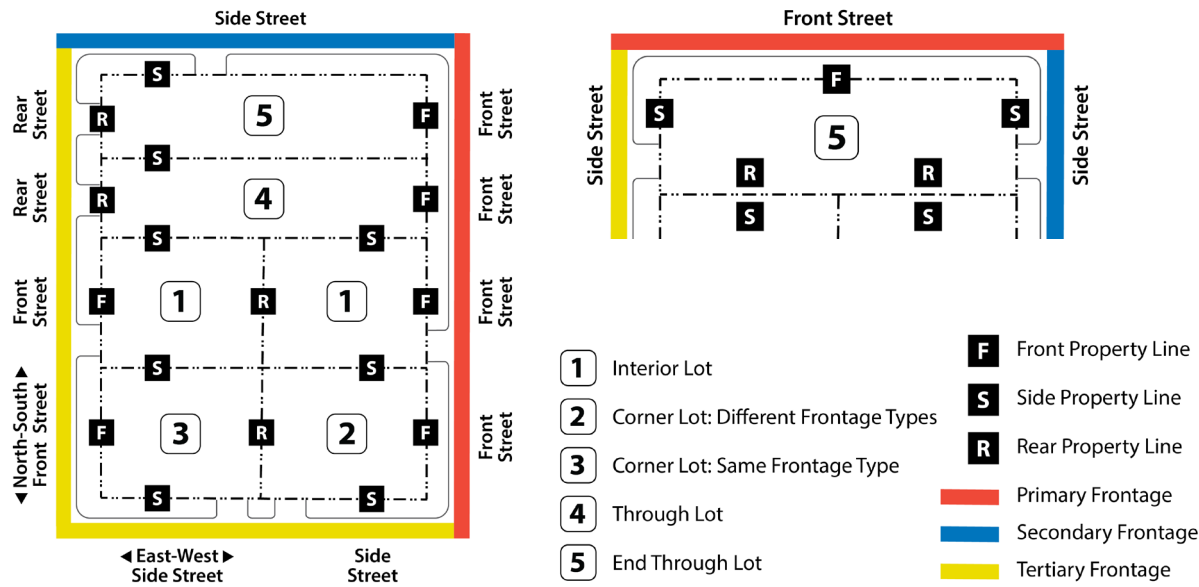 Side Street
Rear
Street
Rear
Street
Front
Street
◄ North-South ►
Front Street
S
R
5
F
S
R
4
F
S
S
F
1
R
1
F
S
S
F
3
R
2
F
S
S
Front
Street
Front
Street
Front
Street
Front
Street
◄ East-West ►
Side Street
Side
Street
Front Street
Side Street
F
S
S
5
R
R
S
S
Side Street
1 Interior Lot
2 Corner Lot: Different Frontage Types
3 Corner Lot: Same Frontage Type
4 Through Lot
5 End Through Lot
F Front Property Line
S Side Property Line
R Rear Property Line
Primary Frontage
Secondary Frontage
Tertiary Frontage